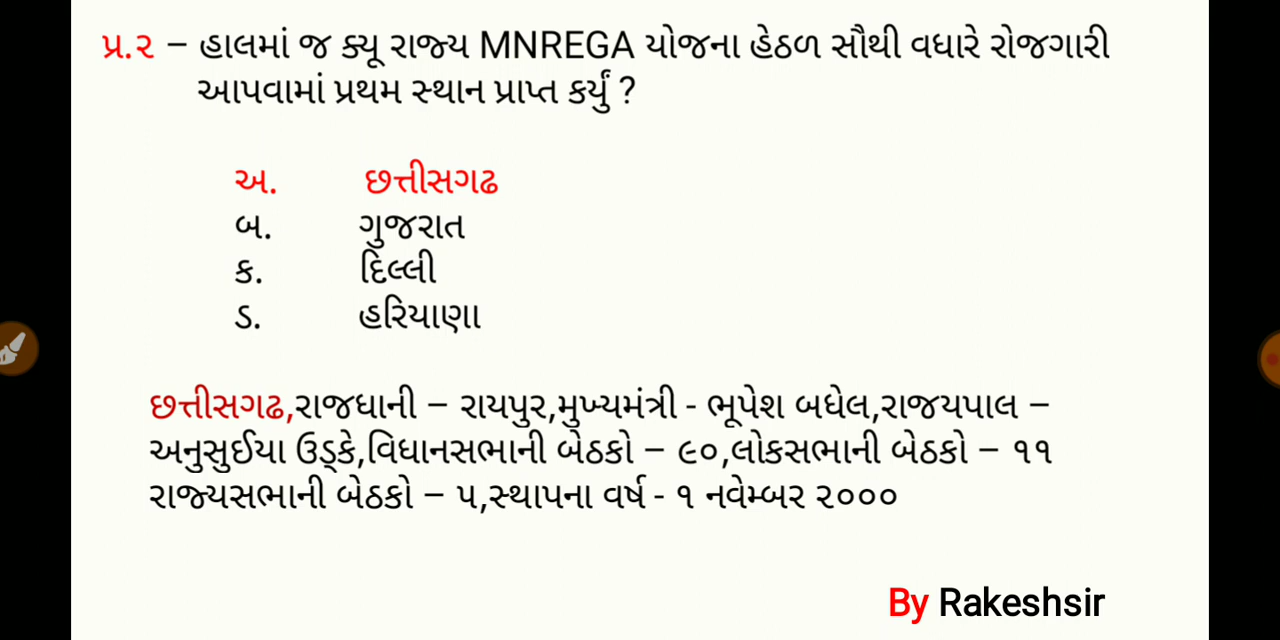 પ્ર.૨ – હાલમાં જ ક્યૂ રાજ્ય MNREGA યોજના હેઠળ સૌથી વધારે રોજગારી
આપવામાં પ્રથમ સ્થાન પ્રાપ્ત કર્યું ?
અ. છત્તીસગઢ
બ. ગુજરાત
ક. દિલ્લી
ડ. હરિયાણા
છત્તીસગઢ,રાજધાની – રાયપુર,મુખ્યમંત્રી - ભૂપેશ બધેલ,રાજયપાલ –
અનુસુઈયા ઉડ્કે,વિધાનસભાની બેઠકો – ૯૦,લોકસભાની બેઠકો – ૧૧
રાજ્યસભાની બેઠકો – ૫,સ્થાપના વર્ષ - ૧ નવેમ્બર ૨૦૦૦
By Rakeshsir